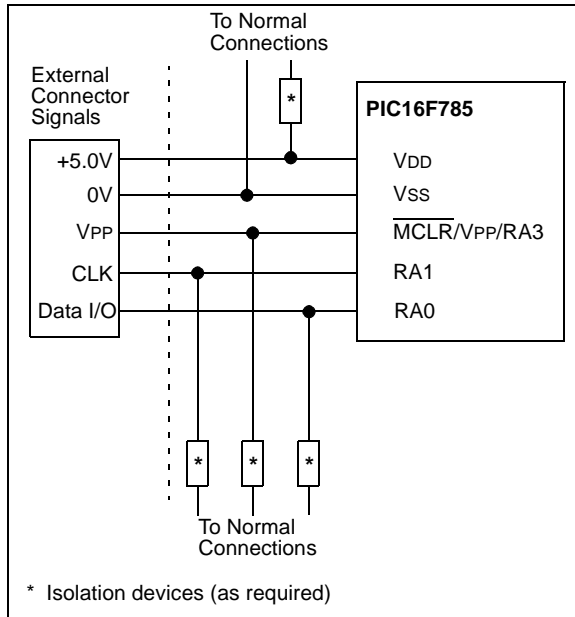 To Normal
Connections
External
Connector
Signals
*
PIC16F785
+5.0V
VDD
0V
VSS
VPP
MCLR/VPP/RA3
CLK
RA1
Data I/O
RA0
* * *
To Normal
Connections
* Isolation devices (as required)